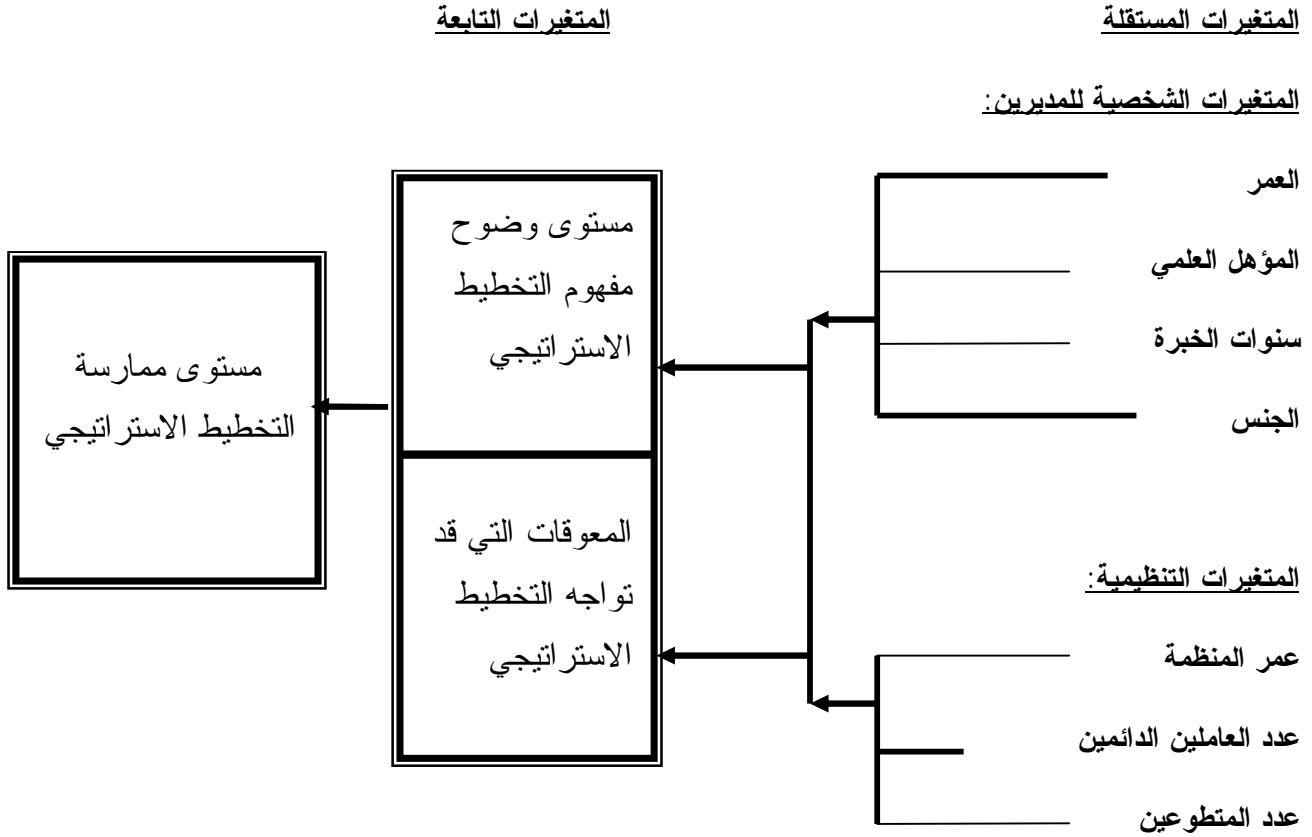 المتغيرات المستقلة
المتغيرات التابعة
المتغيرات الشخصية للمديرين:
العمر
المؤهل العلمي
سنوات الخبرة
الجنس
المتغيرات التنظيمية:
عمر المنظمة
عدد العاملين الدائمين
عدد المتطوعين
مستوى وضوح
مفهوم التخطيط
الاستراتيجي
المعوقات التي قد
تواجه التخطيط
الاستراتيجي
مستوى ممارسة
التخطيط الاستراتيجي